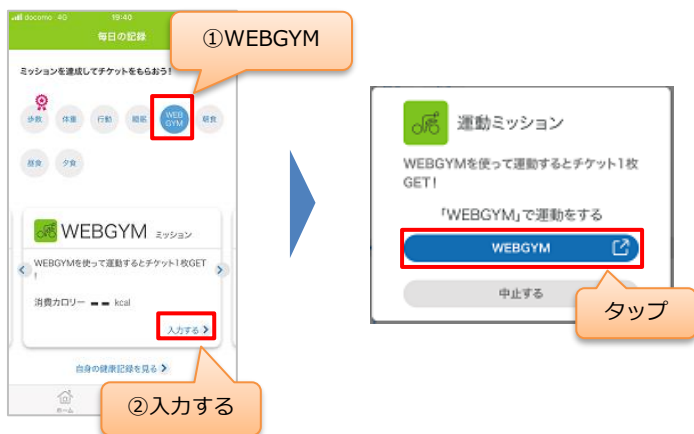 docomo 4G 19:40
毎日の記録
①WEBGYM
ミッションを達成してチケットをもらおう!
歩数 体重 行動 睡眠 WEB GYM 朝食
昼食 夕食
WEBGYM ミッション
WEBGYMを使って運動するとチケット1枚GET
!
消費カロリー -- kcal
入力する
自身の健康記録を見る
ホーム
②入力する
運動ミッション
WEBGYMを使って運動するとチケット1枚
GET!
「WEBGYM」で運動をする
WEBGYM
中止する
タップ